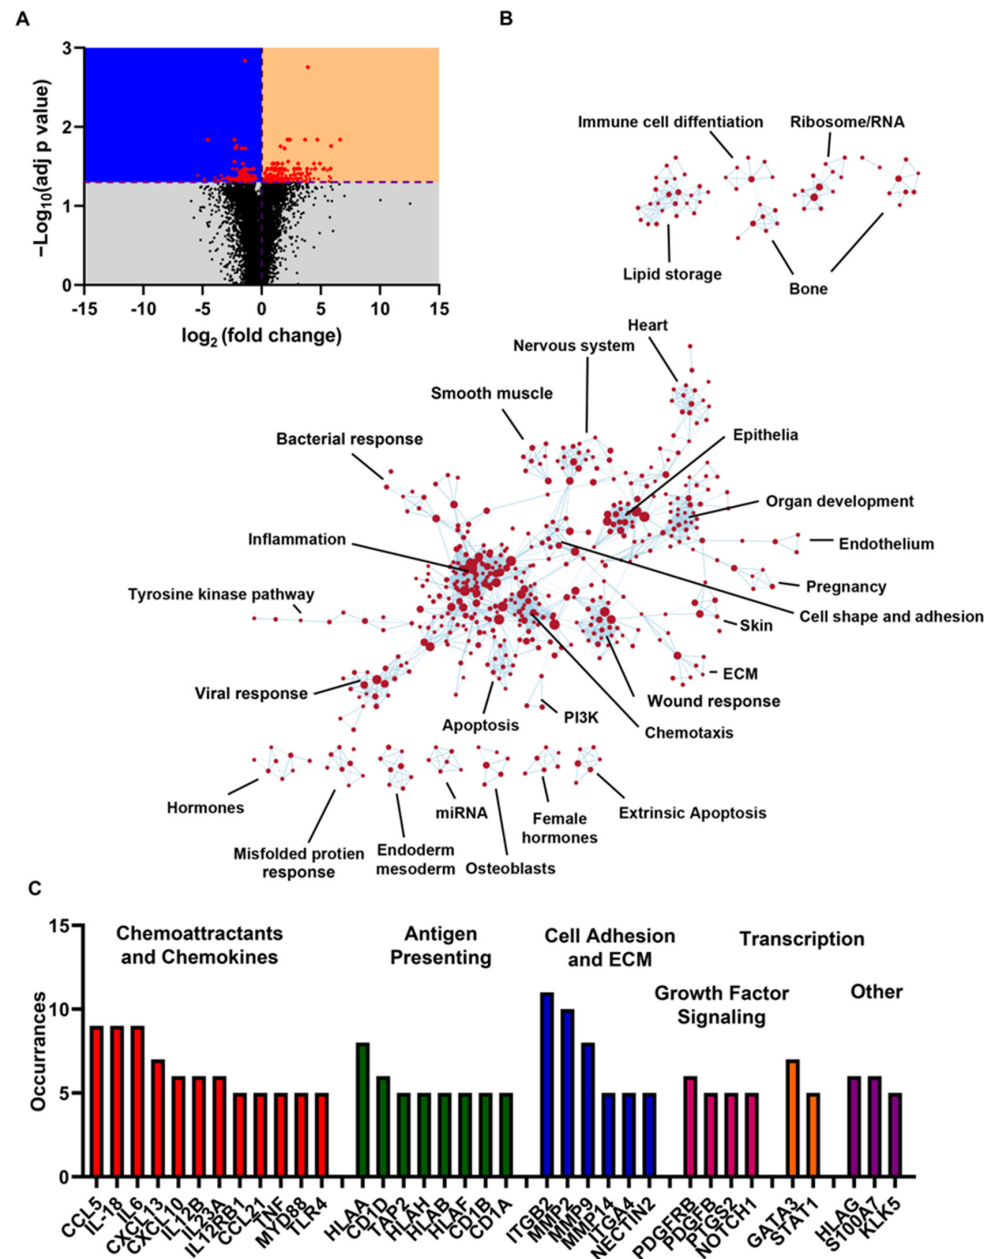 A
B
3
2
1
0
−Log10(adj p value)
-15
-10
-5
0
5
10
15
log2 (fold change)
Immune cell diffentiation
Ribosome/RNA
Lipid storage
Bone
Heart
Nervous system
Smooth muscle
Epithelia
Bacterial response
Organ development
Inflammation
Endothelium
Pregnancy
Tyrosine kinase pathway
Cell shape and adhesion
Skin
ECM
Viral response
Wound response
PI3K
Apoptosis
Chemotaxis
Hormones
miRNA
Female
hormones
Extrinsic Apoptosis
Misfolded protien
response
Endoderm
mesoderm
Osteoblasts
C
15
10
5
0
Occurrances
Chemoattractants
and Chemokines
Antigen
Presenting
Cell Adhesion
and ECM
Transcription
Growth Factor
Signaling
Other
CCL5
IL-18
IL6
CXCL13
CXCL10
IL12B
IL23A
IL12RB1
CCL21
TNF
MYD88
TLR4
HLAA
CD1D
TAP2
HLAH
HLAB
HLAF
CD1B
CD1A
ITGB2
MMP2
MMP9
MMP14
ITGA4
NECTIN2
PDGFRB
PDGFB
PTGS2
NOTCH1
GATA3
STAT1
HLAG
S100A7
KLK5